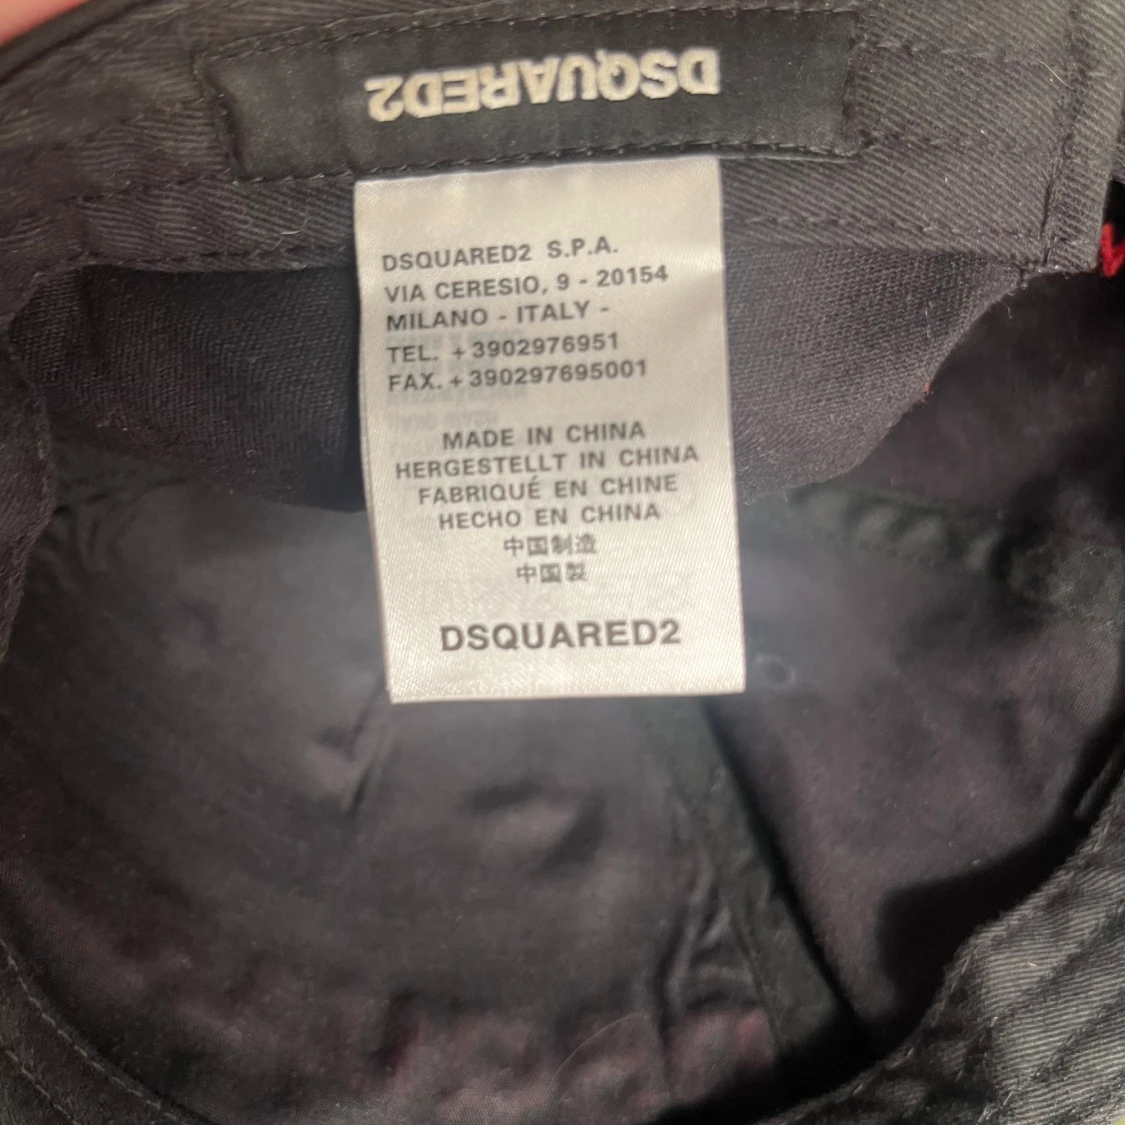 DSQUARED2
DSQUARED2 S.P.A.
VIA CERESIO, 9 - 20154
MILANO - ITALY -
TEL. +3902976951
FAX. +390297695001
MADE IN CHINA
HERGESTELLT IN CHINA
FABRIQUÉ EN CHINE
HECHO EN CHINA
中国制造
中国製
DSQUARED2